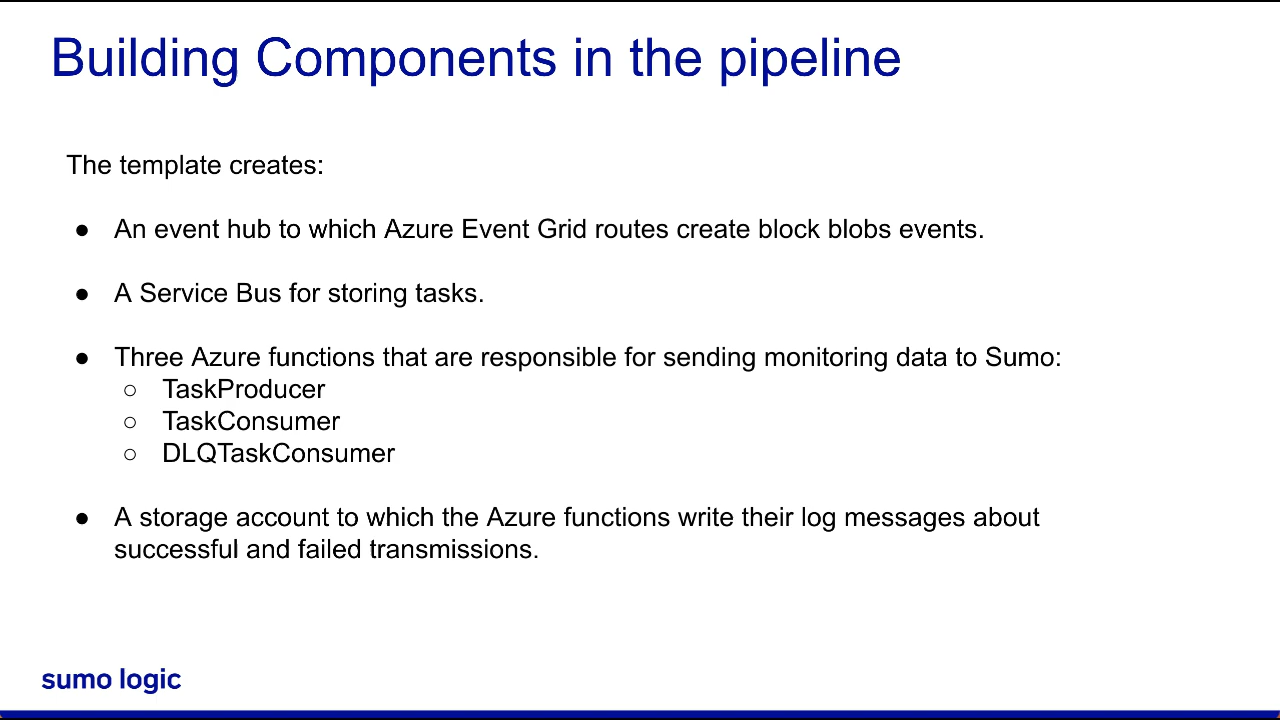 Building Components in the pipeline
The template creates:
● An event hub to which Azure Event Grid routes create block blobs events.
● A Service Bus for storing tasks.
● Three Azure functions that are responsible for sending monitoring data to Sumo:
○ TaskProducer
○ TaskConsumer
○ DLQTaskConsumer
● A storage account to which the Azure functions write their log messages about
successful and failed transmissions.
sumo logic